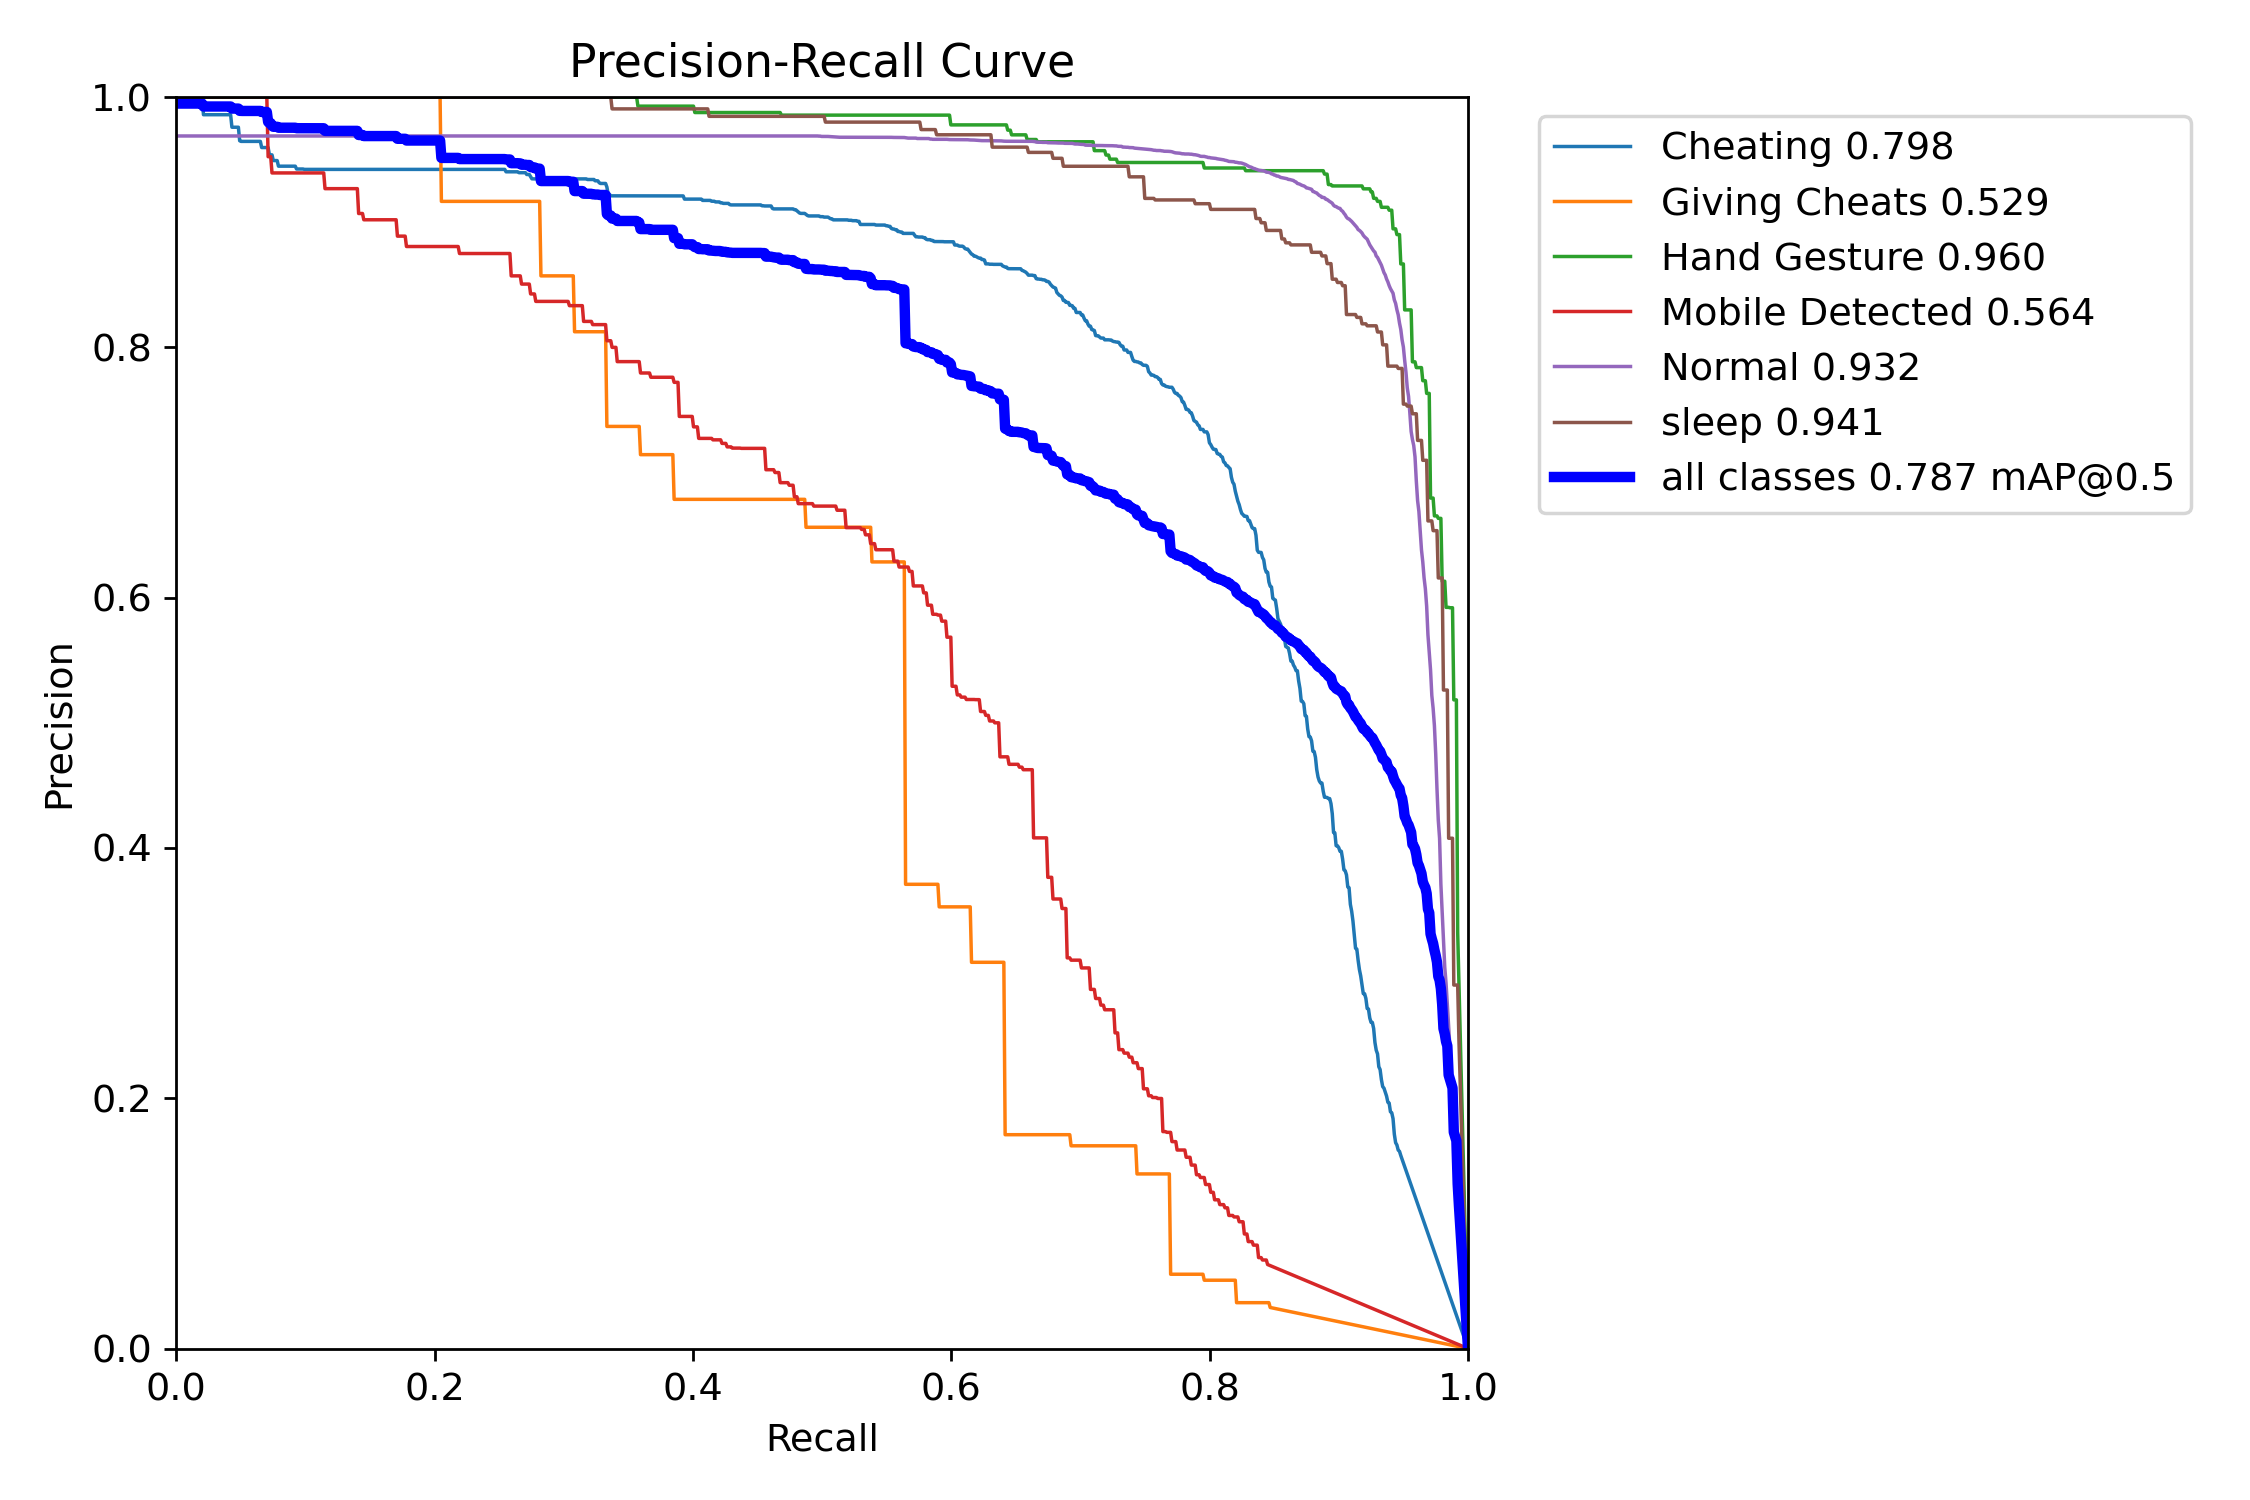 Precision-Recall Curve
1.0
0.8
0.6
0.4
0.2
0.0
Precision
0.0 0.2 0.4 0.6 0.8 1.0
Recall
Cheating 0.798
Giving Cheats 0.529
Hand Gesture 0.960
Mobile Detected 0.564
Normal 0.932
sleep 0.941
all classes 0.787 mAP@0.5